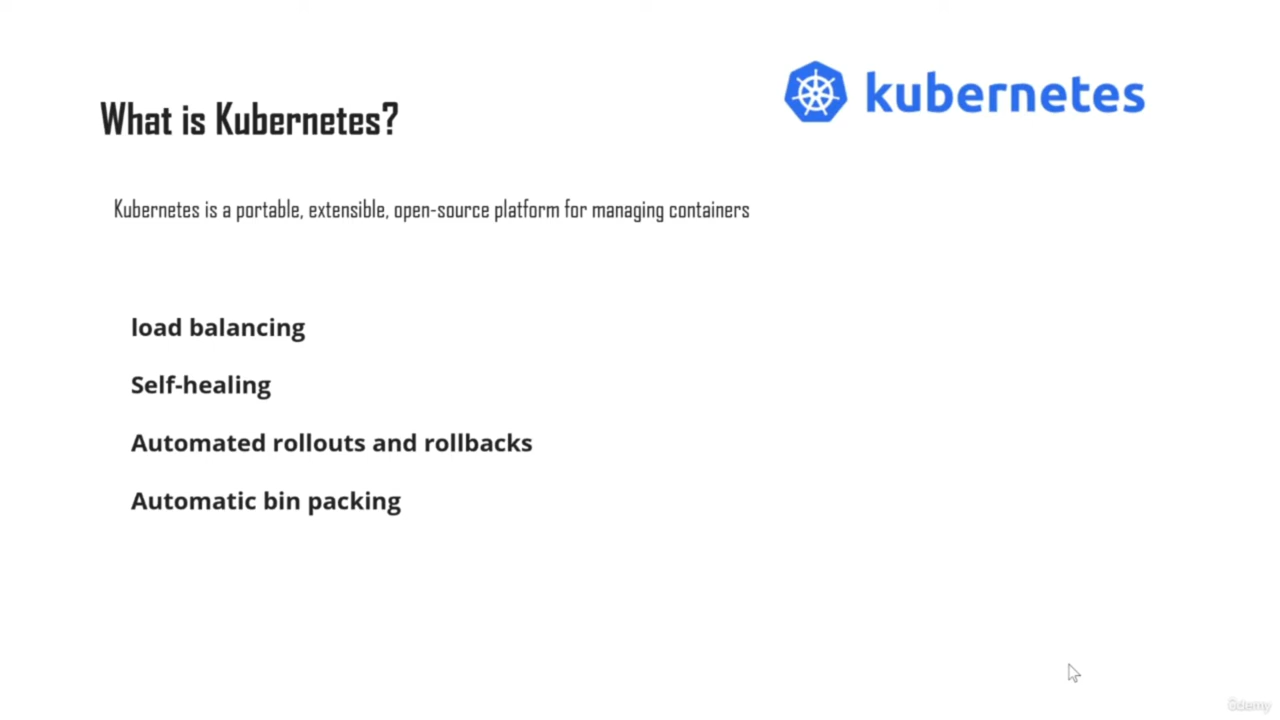 kubernetes
What is Kubernetes?
Kubernetes is a portable, extensible, open-source platform for managing containers
load balancing
Self-healing
Automated rollouts and rollbacks
Automatic bin packing
ûdemy